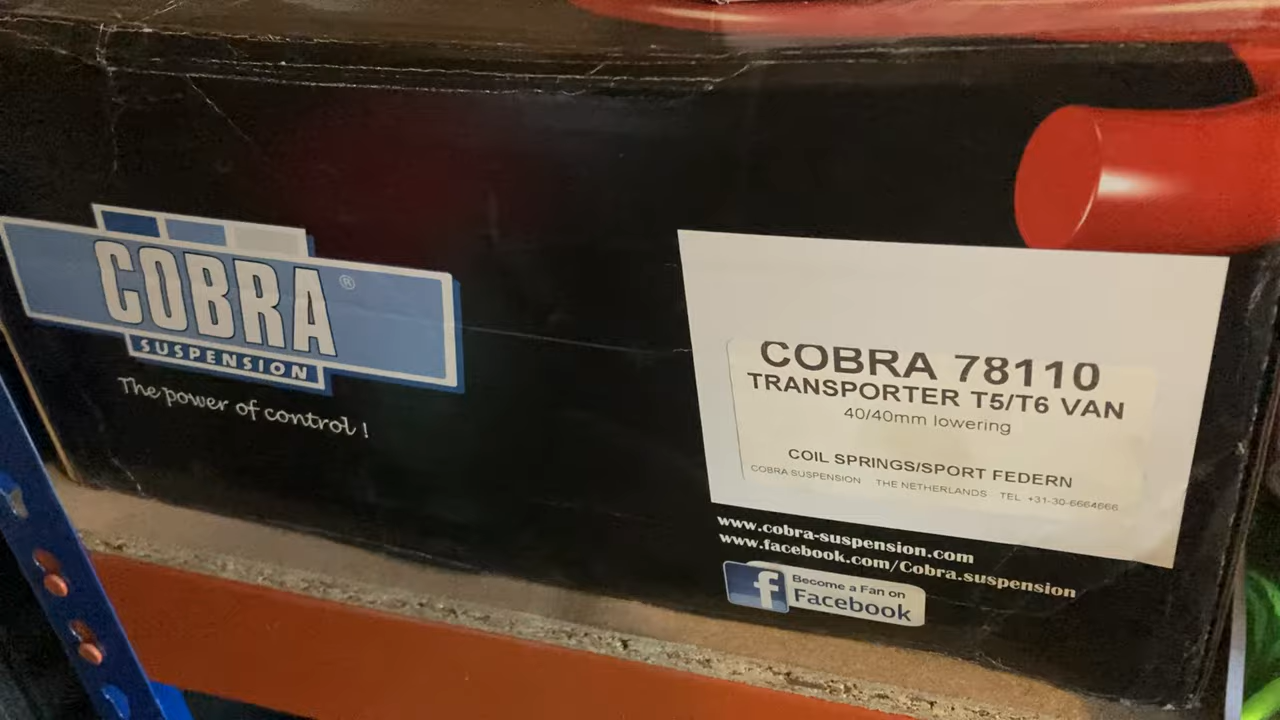 COBRA ®
SUSPENSION
The power of control !
COBRA 78110
TRANSPORTER T5/T6 VAN
40/40mm lowering
COIL SPRINGS/SPORT FEDERN
COBRA SUSPENSION THE NETHERLANDS TEL +31-30-6664666
www.cobra-suspension.com
www.facebook.com/Cobra.suspension
f
Become a Fan on
Facebook